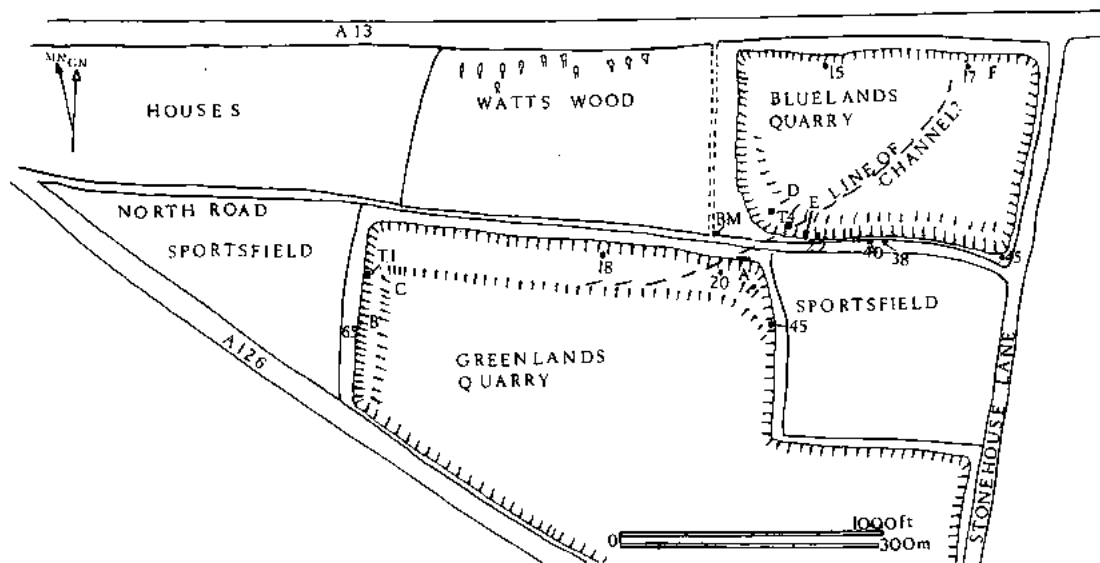 A 13
MN GN
HOUSES
WATTS WOOD
15
17 F
BLUELANDS
QUARRY
LINE OF
CHANNEL?
D
E
T4
BM
22
40
38
45
NORTH ROAD
SPORTSFIELD
T1
C
18
20
A
SPORTSFIELD
45
65
B
A126
GREENLANDS
QUARRY
STONEHOUSE LANE
1000ft
0
300m